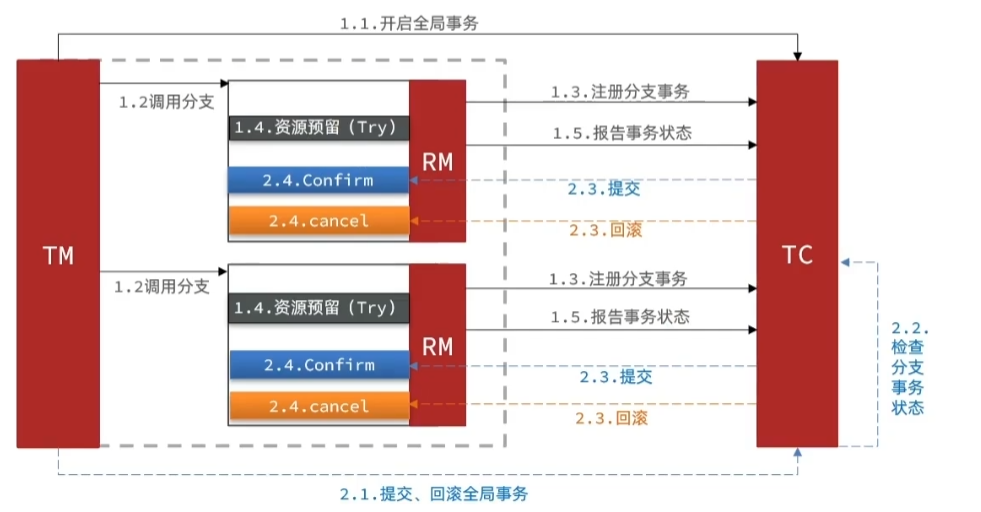 1.1.开启全局事务
TM
1.2调用分支
1.4.资源预留（Try）
2.4.Confirm
2.4.cancel
RM
1.3.注册分支事务
1.5.报告事务状态
2.3.提交
2.3.回滚
1.2调用分支
1.4.资源预留（Try）
2.4.Confirm
2.4.cancel
RM
1.3.注册分支事务
1.5.报告事务状态
2.3.提交
2.3.回滚
TC
2.2.
检查
分支
事务
状态
2.1.提交、回滚全局事务